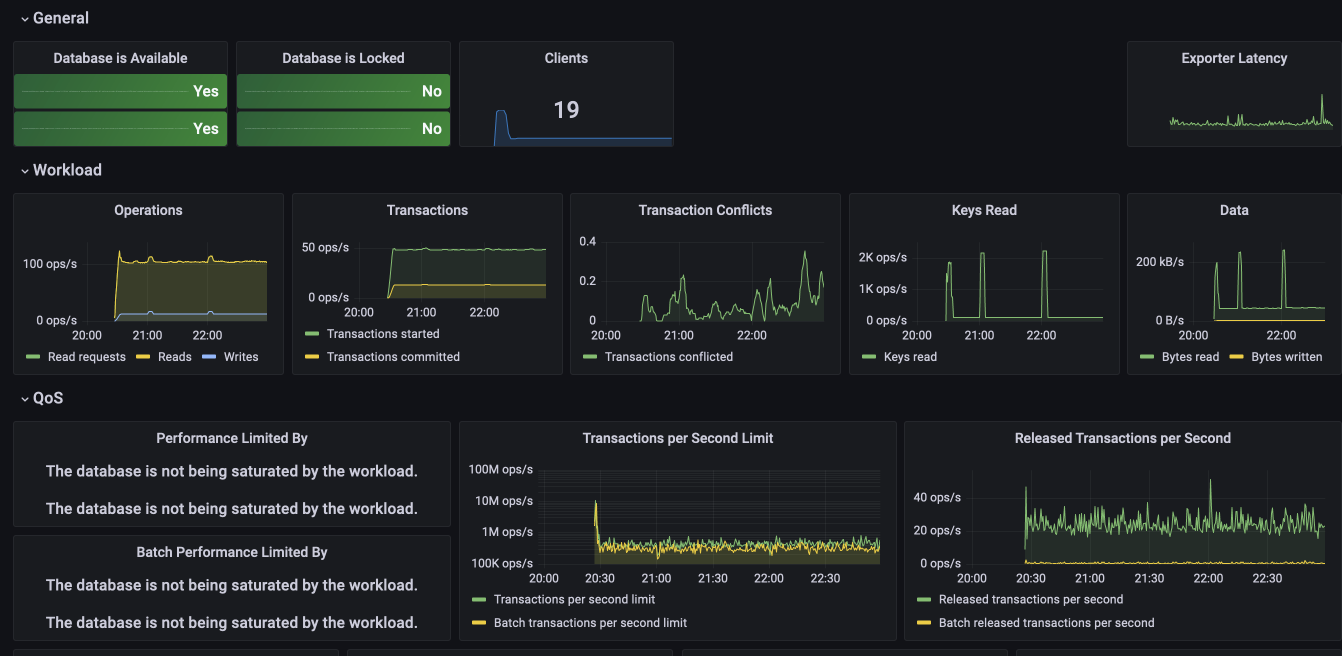 General
Database is Available
Database is Locked
Clients
Exporter Latency
Yes
No
19
Yes
No
Workload
Operations
Transactions
Transaction Conflicts
Keys Read
Data
100 ops/s
0 ops/s
20:00 21:00 22:00
Read requests Reads Writes
50 ops/s
0 ops/s
20:00 21:00 22:00
Transactions started
Transactions committed
0.4
0.2
0
20:00 21:00 22:00
Transactions conflicted
2K ops/s
1K ops/s
0 ops/s
20:00 21:00 22:00
Keys read
200 kB/s
0 B/s
20:00 22:00
Bytes read Bytes written
QoS
Performance Limited By
The database is not being saturated by the workload.
The database is not being saturated by the workload.
Batch Performance Limited By
The database is not being saturated by the workload.
The database is not being saturated by the workload.
Transactions per Second Limit
100M ops/s
10M ops/s
1M ops/s
100K ops/s
20:00 20:30 21:00 21:30 22:00 22:30
Transactions per second limit
Batch transactions per second limit
Released Transactions per Second
40 ops/s
20 ops/s
0 ops/s
20:00 20:30 21:00 21:30 22:00 22:30
Released transactions per second
Batch released transactions per second